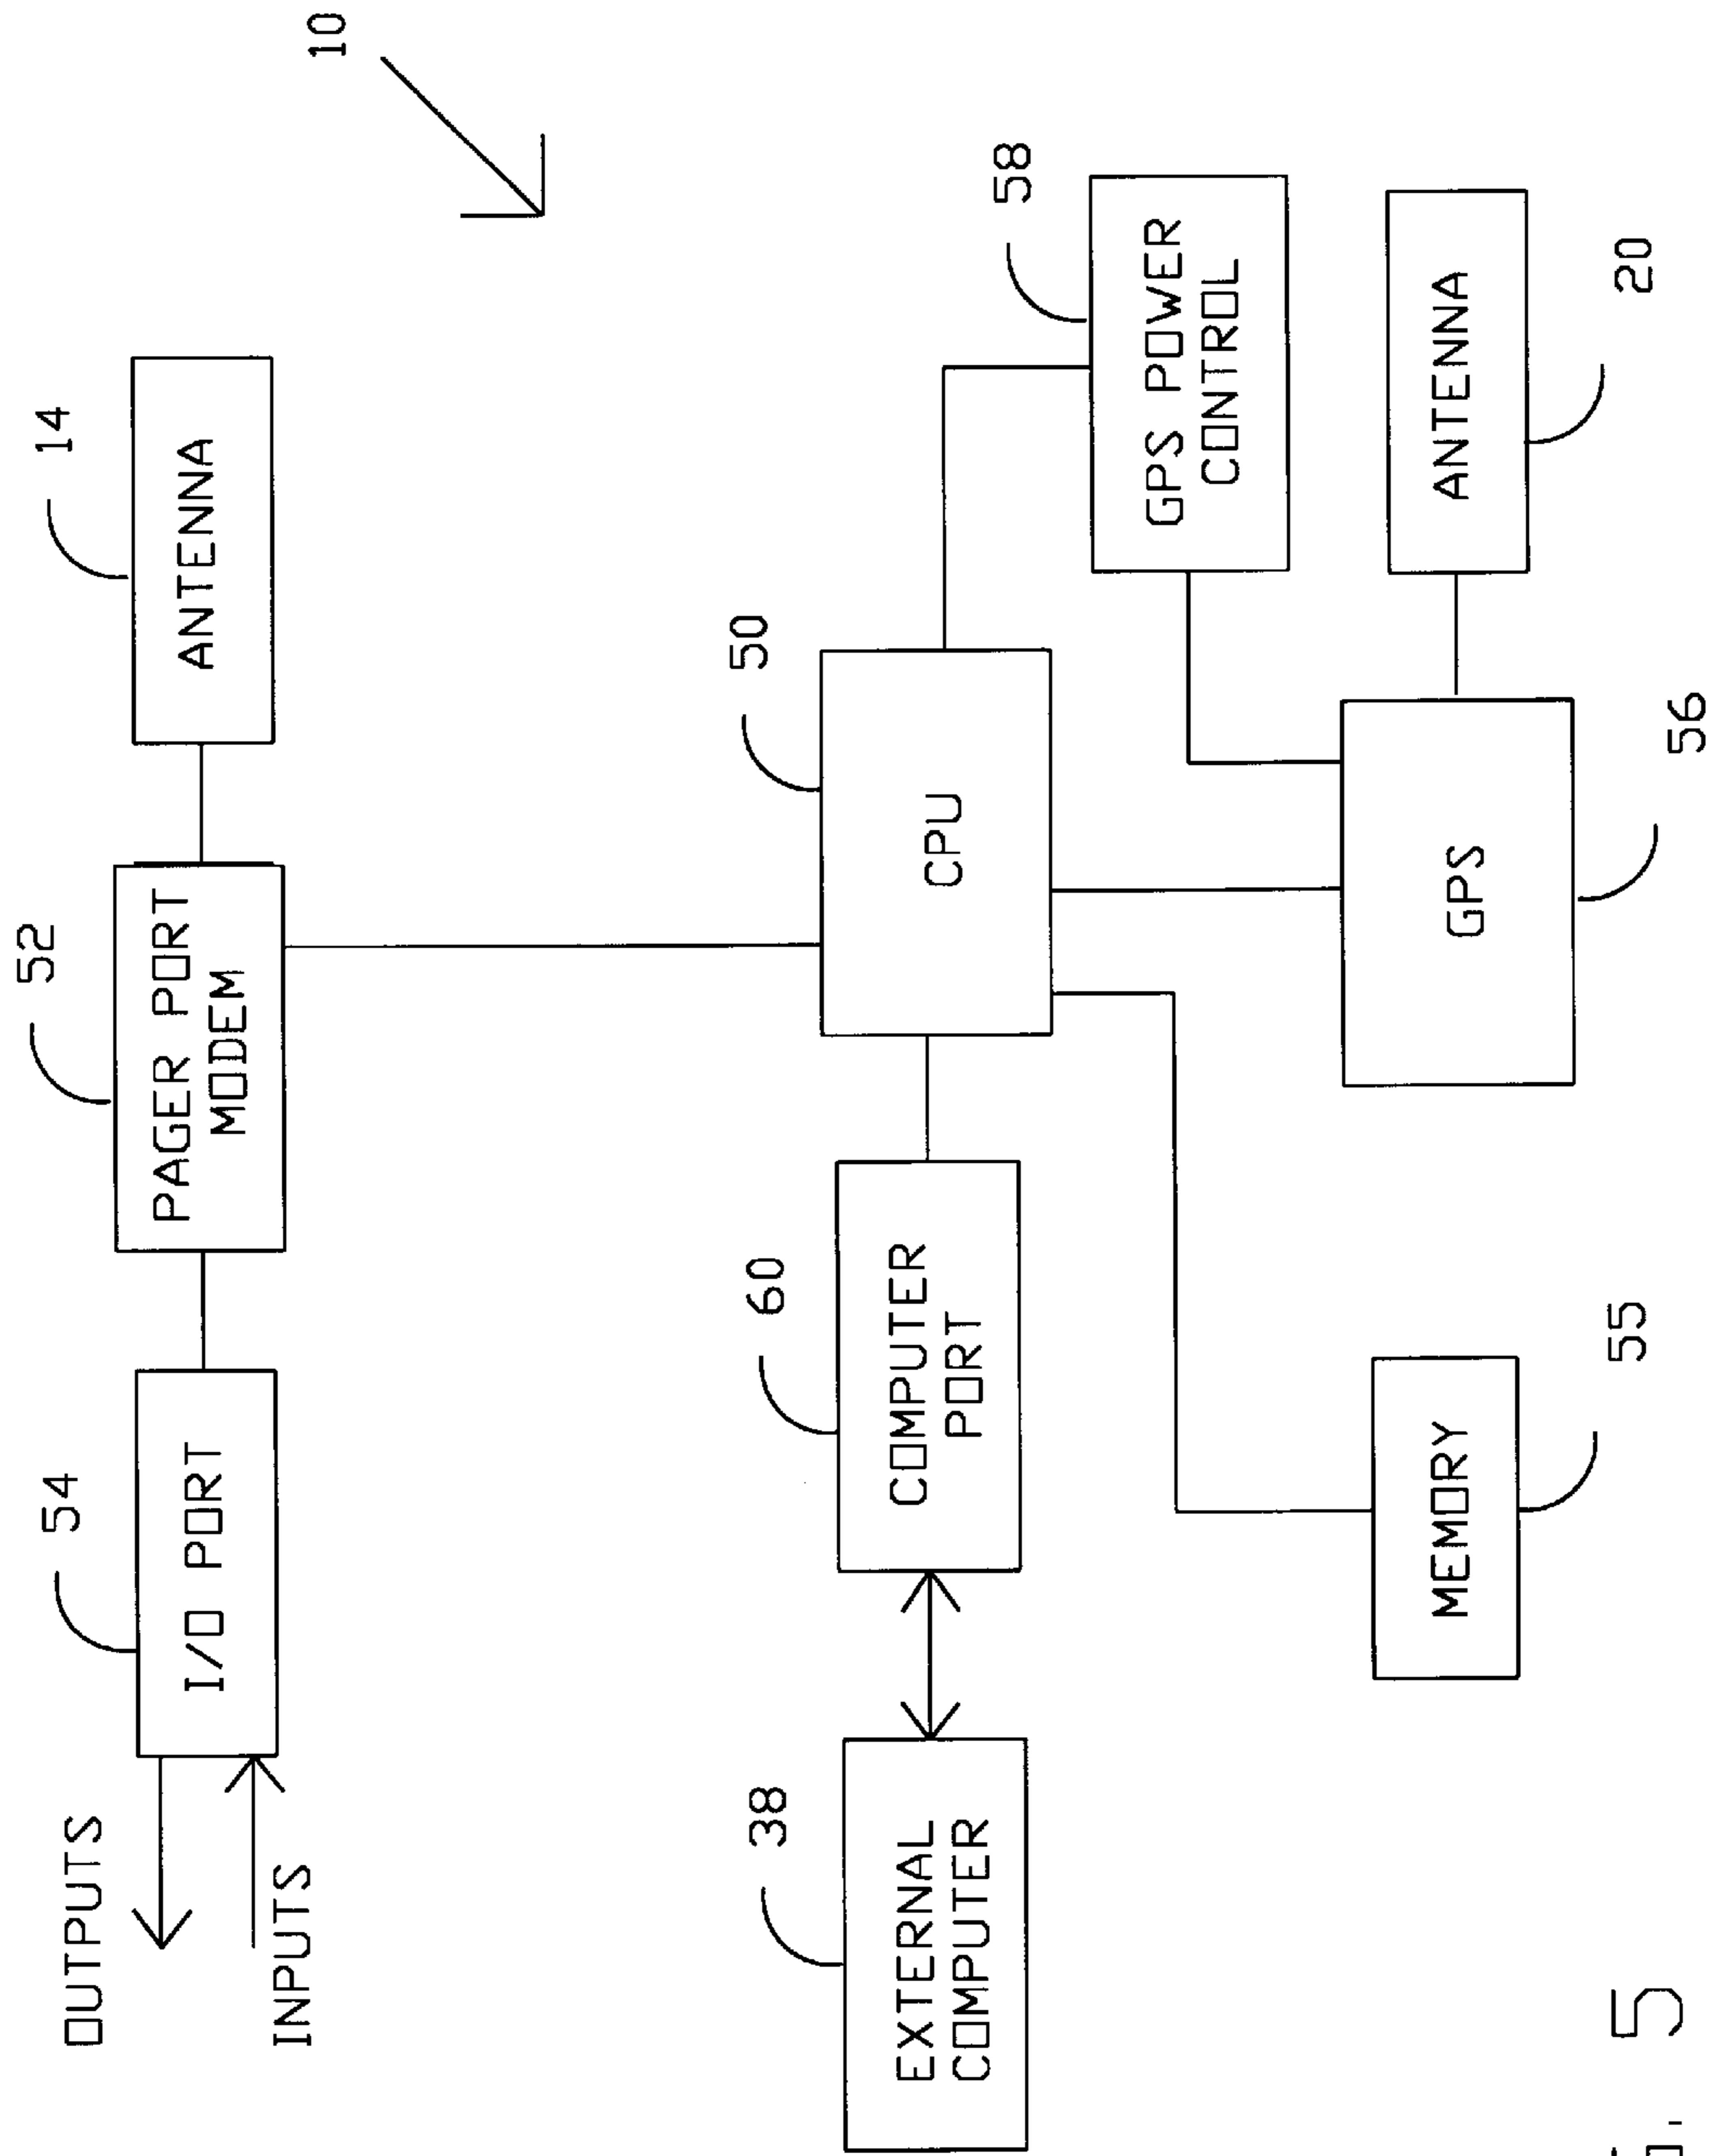 OUTPUTS
INPUTS
54
I/O PORT
52
PAGER PORT
MODEM
14
ANTENNA
10
38
EXTERNAL
COMPUTER
60
COMPUTER
PORT
50
CPU
58
GPS POWER
CONTROL
MEMORY
55
GPS
56
ANTENNA
20
5